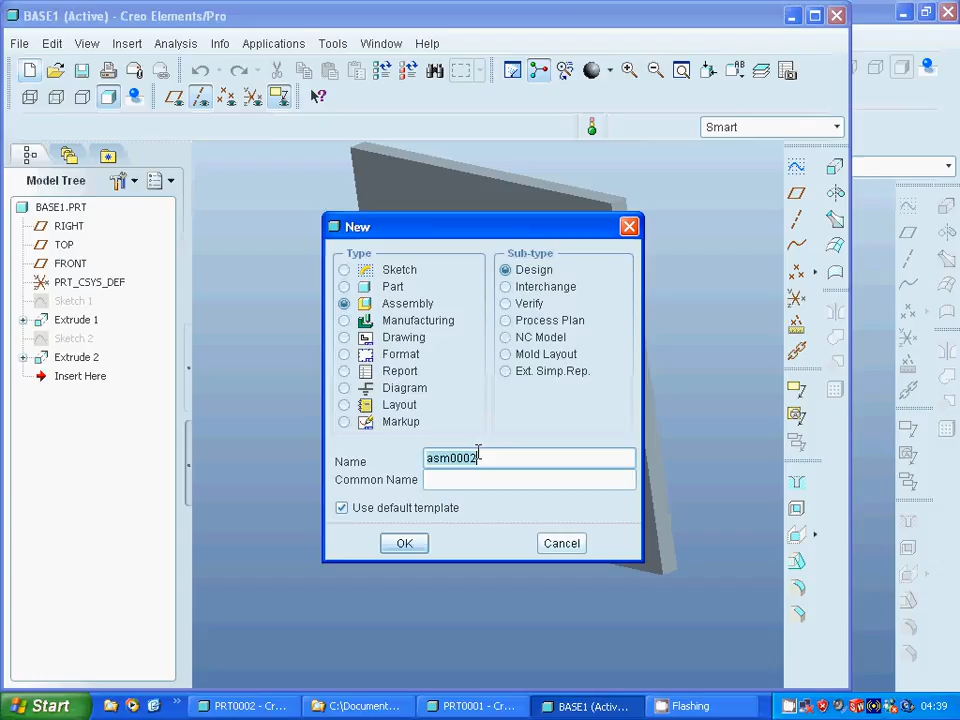 BASE1 (Active) - Creo Elements/Pro
File Edit View Insert Analysis Info Applications Tools Window Help
Smart
Model Tree
BASE1.PRT
RIGHT
TOP
FRONT
PRT_CSYS_DEF
Sketch 1
Extrude 1
Sketch 2
Extrude 2
Insert Here
New
Type
Sketch
Part
Assembly
Manufacturing
Drawing
Format
Report
Diagram
Layout
Markup
Sub-type
Design
Interchange
Verify
Process Plan
NC Model
Mold Layout
Ext. Simp.Rep.
Name asm0002
Common Name
Use default template
OK Cancel
Start PRT0002 - Cr... C:\Document... PRT0001 - Cr... BASE1 (Activ... Flashing 04:39